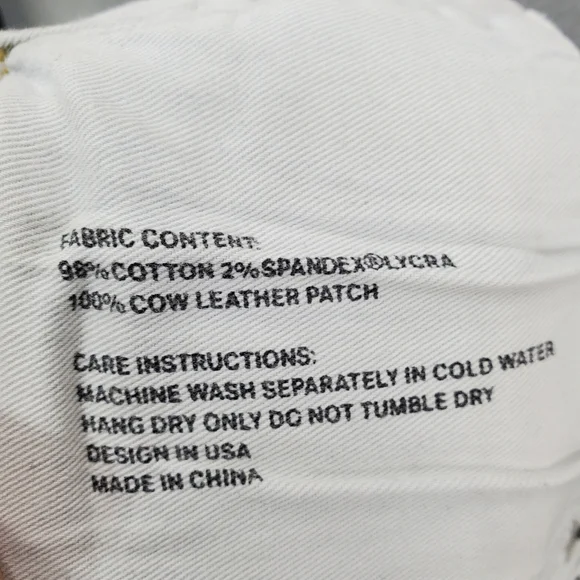 FABRIC CONTENT:
98% COTTON 2% SPANDEX®LYCRA
100% COW LEATHER PATCH
CARE INSTRUCTIONS:
MACHINE WASH SEPARATELY IN COLD WATER
HANG DRY ONLY DO NOT TUMBLE DRY
DESIGN IN USA
MADE IN CHINA